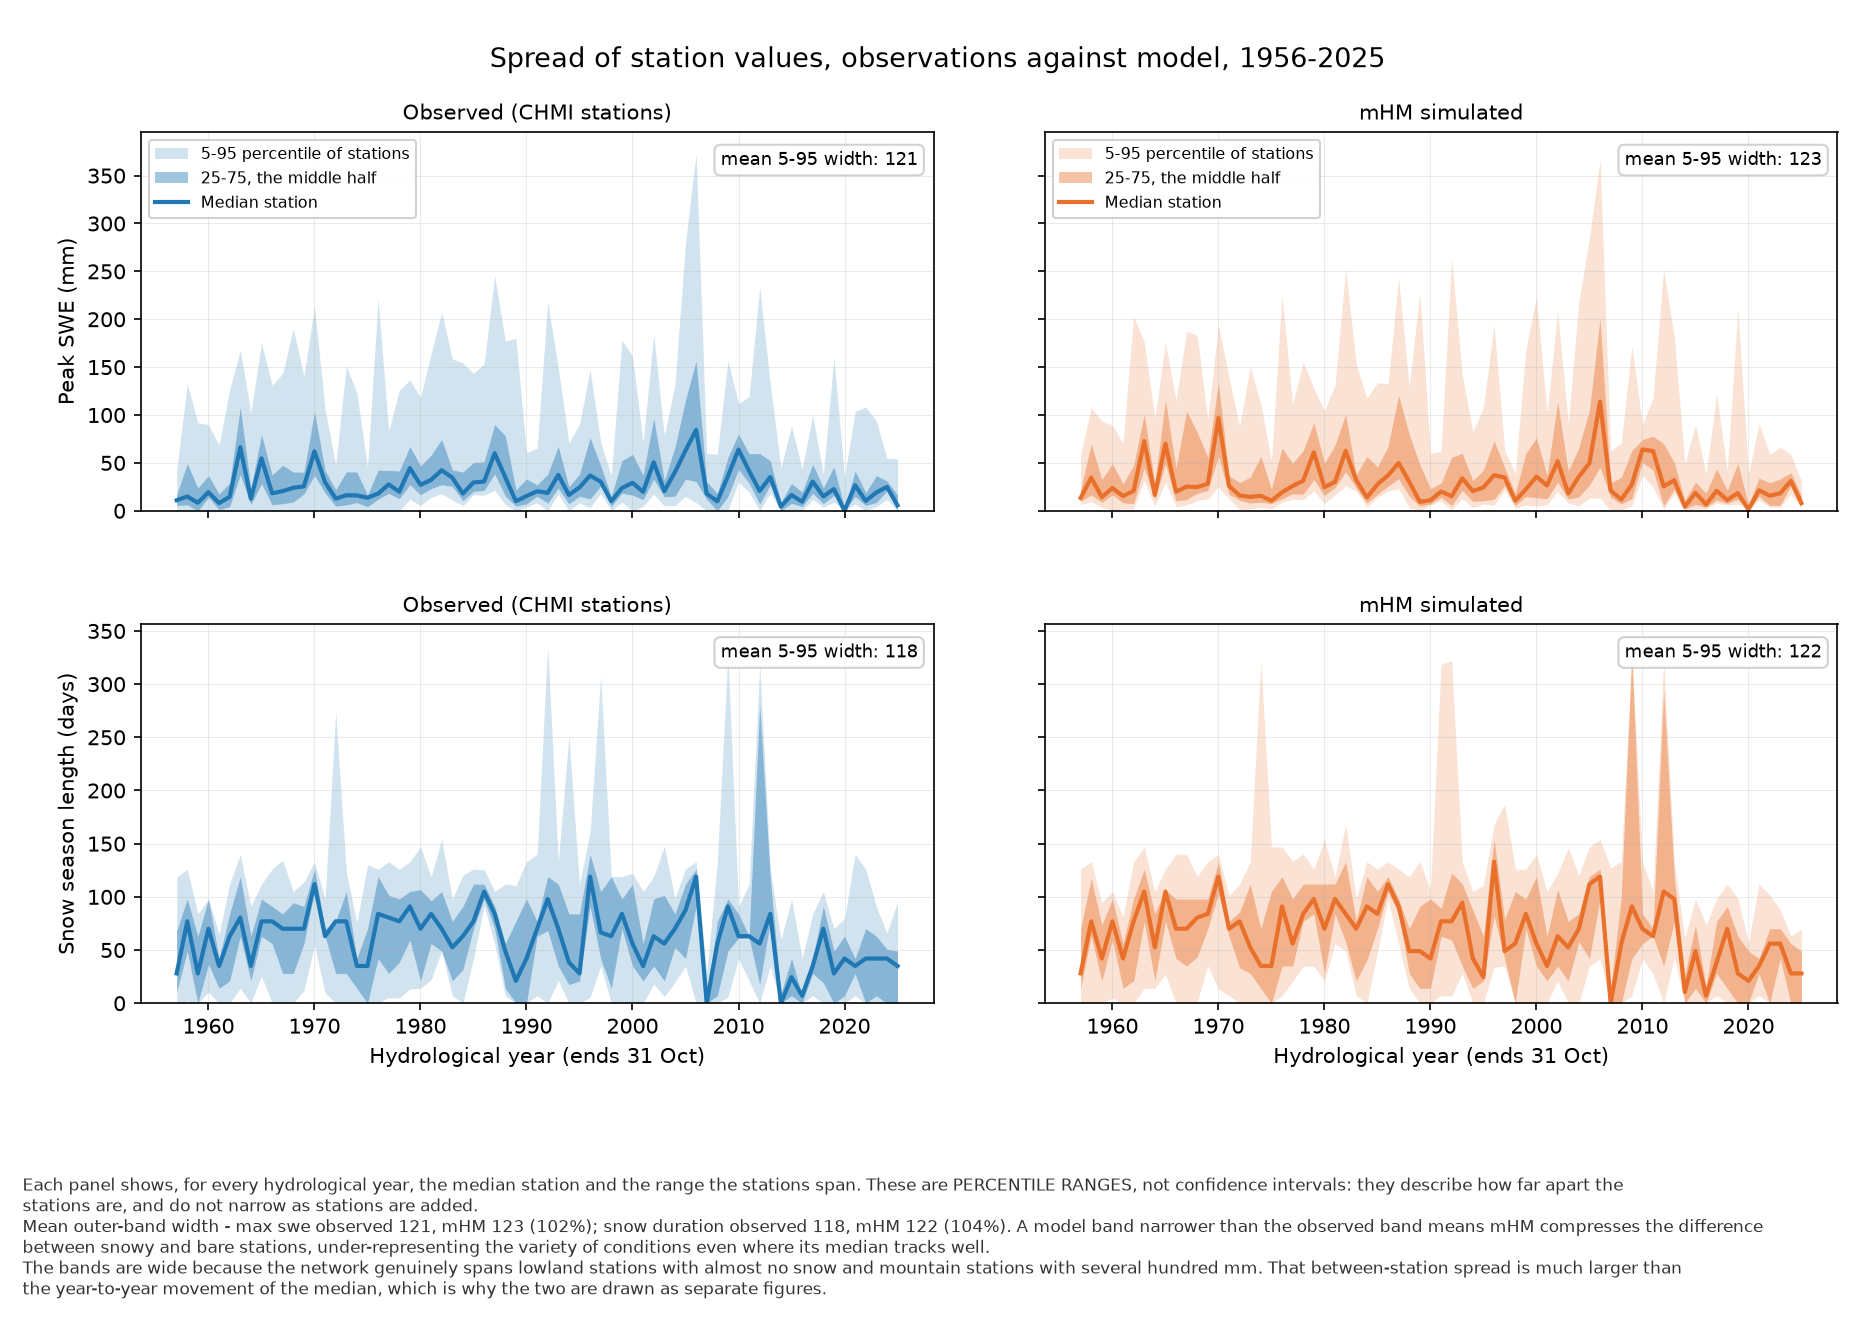 Spread of station values, observations against model, 1956-2025
Observed (CHMI stations)
mHM simulated
5-95 percentile of stations
25-75, the middle half
Median station
mean 5-95 width: 121
5-95 percentile of stations
25-75, the middle half
Median station
mean 5-95 width: 123
Peak SWE (mm)
350
300
250
200
150
100
50
0
Observed (CHMI stations)
mHM simulated
mean 5-95 width: 118
mean 5-95 width: 122
Snow season length (days)
350
300
250
200
150
100
50
0
1960 1970 1980 1990 2000 2010 2020
1960 1970 1980 1990 2000 2010 2020
Hydrological year (ends 31 Oct)
Hydrological year (ends 31 Oct)
Each panel shows, for every hydrological year, the median station and the range the stations span. These are PERCENTILE RANGES, not confidence intervals: they describe how far apart the
stations are, and do not narrow as stations are added.
Mean outer-band width - max swe observed 121, mHM 123 (102%); snow duration observed 118, mHM 122 (104%). A model band narrower than the observed band means mHM compresses the difference
between snowy and bare stations, under-representing the variety of conditions even where its median tracks well.
The bands are wide because the network genuinely spans lowland stations with almost no snow and mountain stations with several hundred mm. That between-station spread is much larger than
the year-to-year movement of the median, which is why the two are drawn as separate figures.